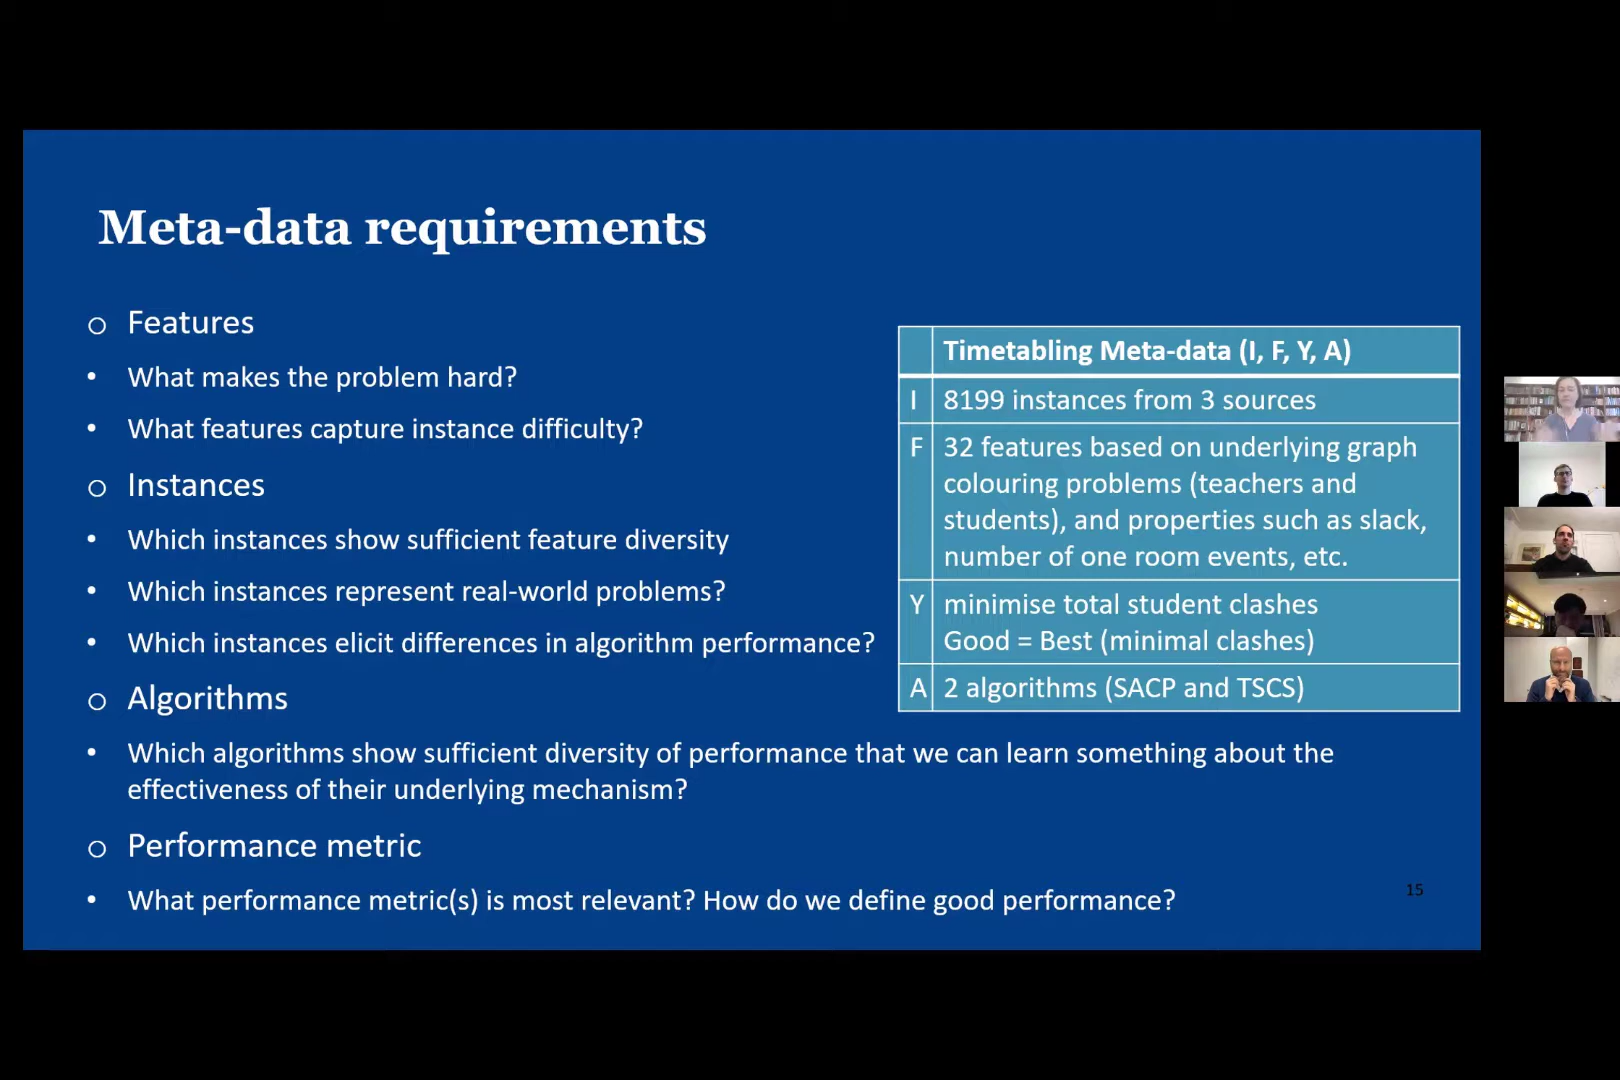 Meta-data requirements
Features
What makes the problem hard?
What features capture instance difficulty?
Instances
Which instances show sufficient feature diversity
Which instances represent real-world problems?
Which instances elicit differences in algorithm performance?
Algorithms
Which algorithms show sufficient diversity of performance that we can learn something about the
effectiveness of their underlying mechanism?
Performance metric
What performance metric(s) is most relevant? How do we define good performance?
Timetabling Meta-data (I, F, Y, A)
I 8199 instances from 3 sources
F 32 features based on underlying graph
colouring problems (teachers and
students), and properties such as slack,
number of one room events, etc.
Y minimise total student clashes
Good = Best (minimal clashes)
A 2 algorithms (SACP and TSCS)
15